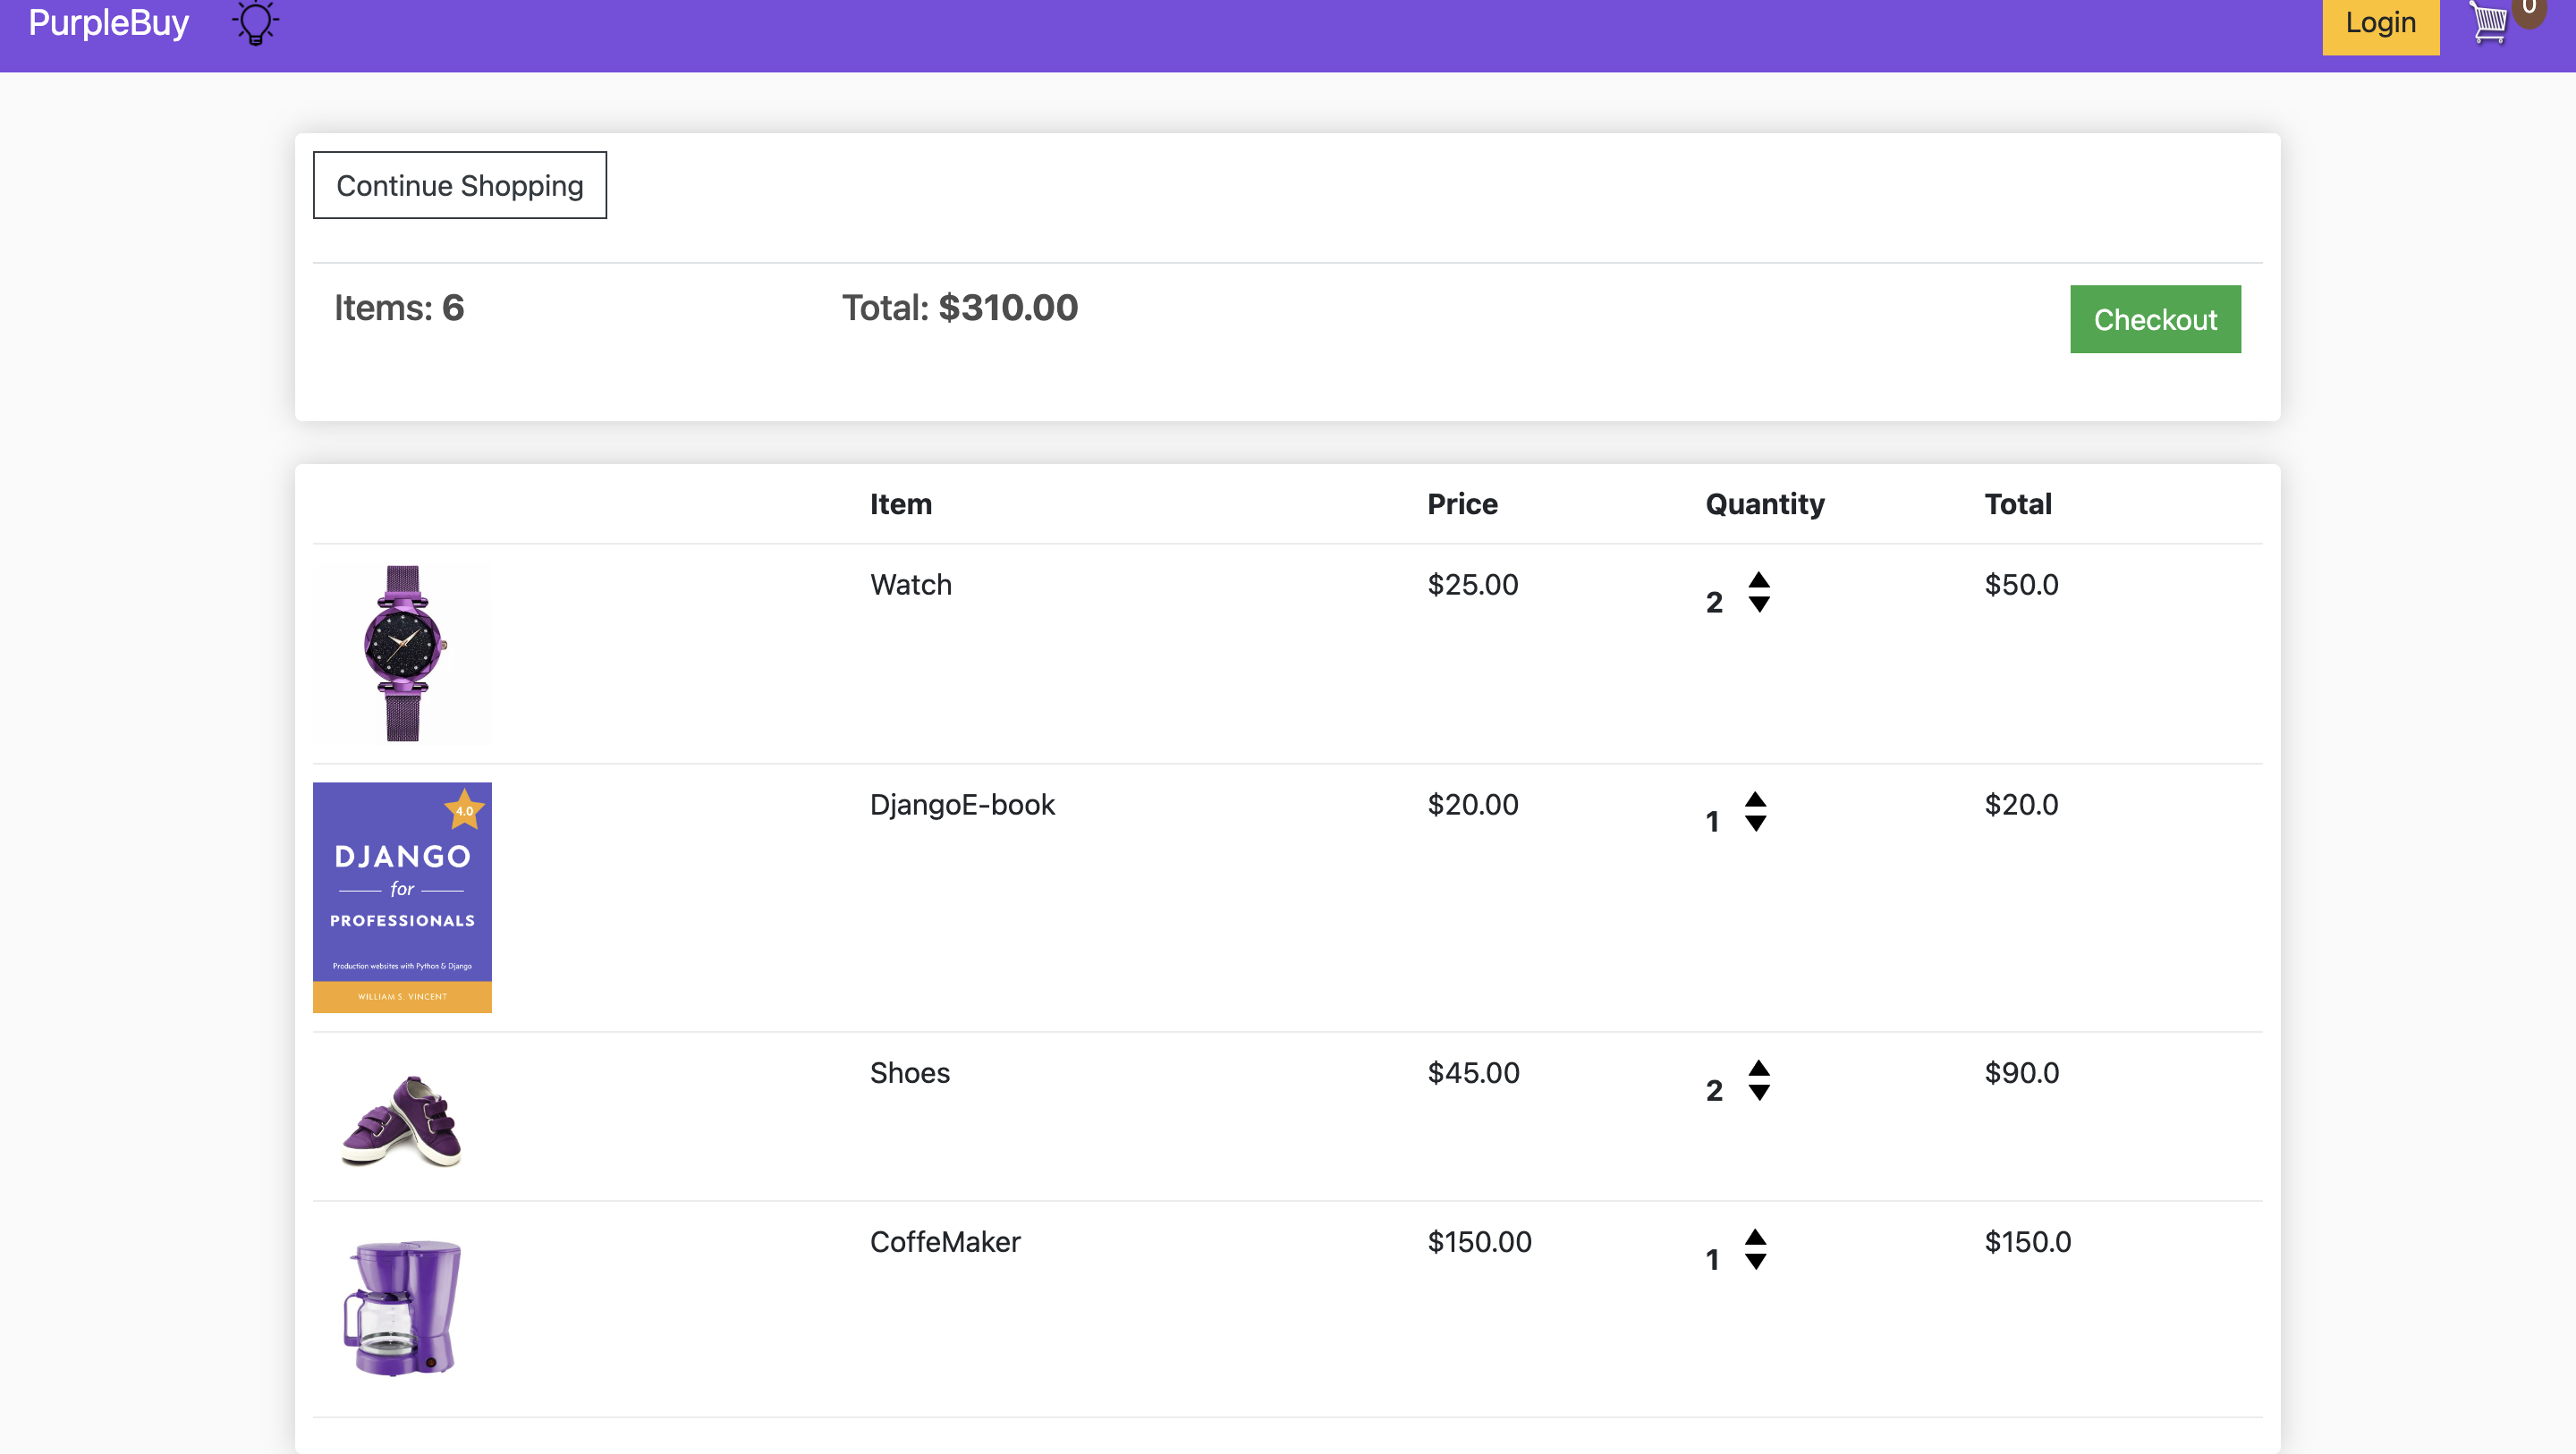 PurpleBuy
Login
0
Continue Shopping
Items: 6
Total: $310.00
Checkout
Item Price Quantity Total
Watch $25.00 2 $50.0
DjangoE-book $20.00 1 $20.0
4.0
DJANGO
for
PROFESSIONALS
Production websites with Python & Django
WILLIAM S. VINCENT
Shoes $45.00 2 $90.0
CoffeMaker $150.00 1 $150.0